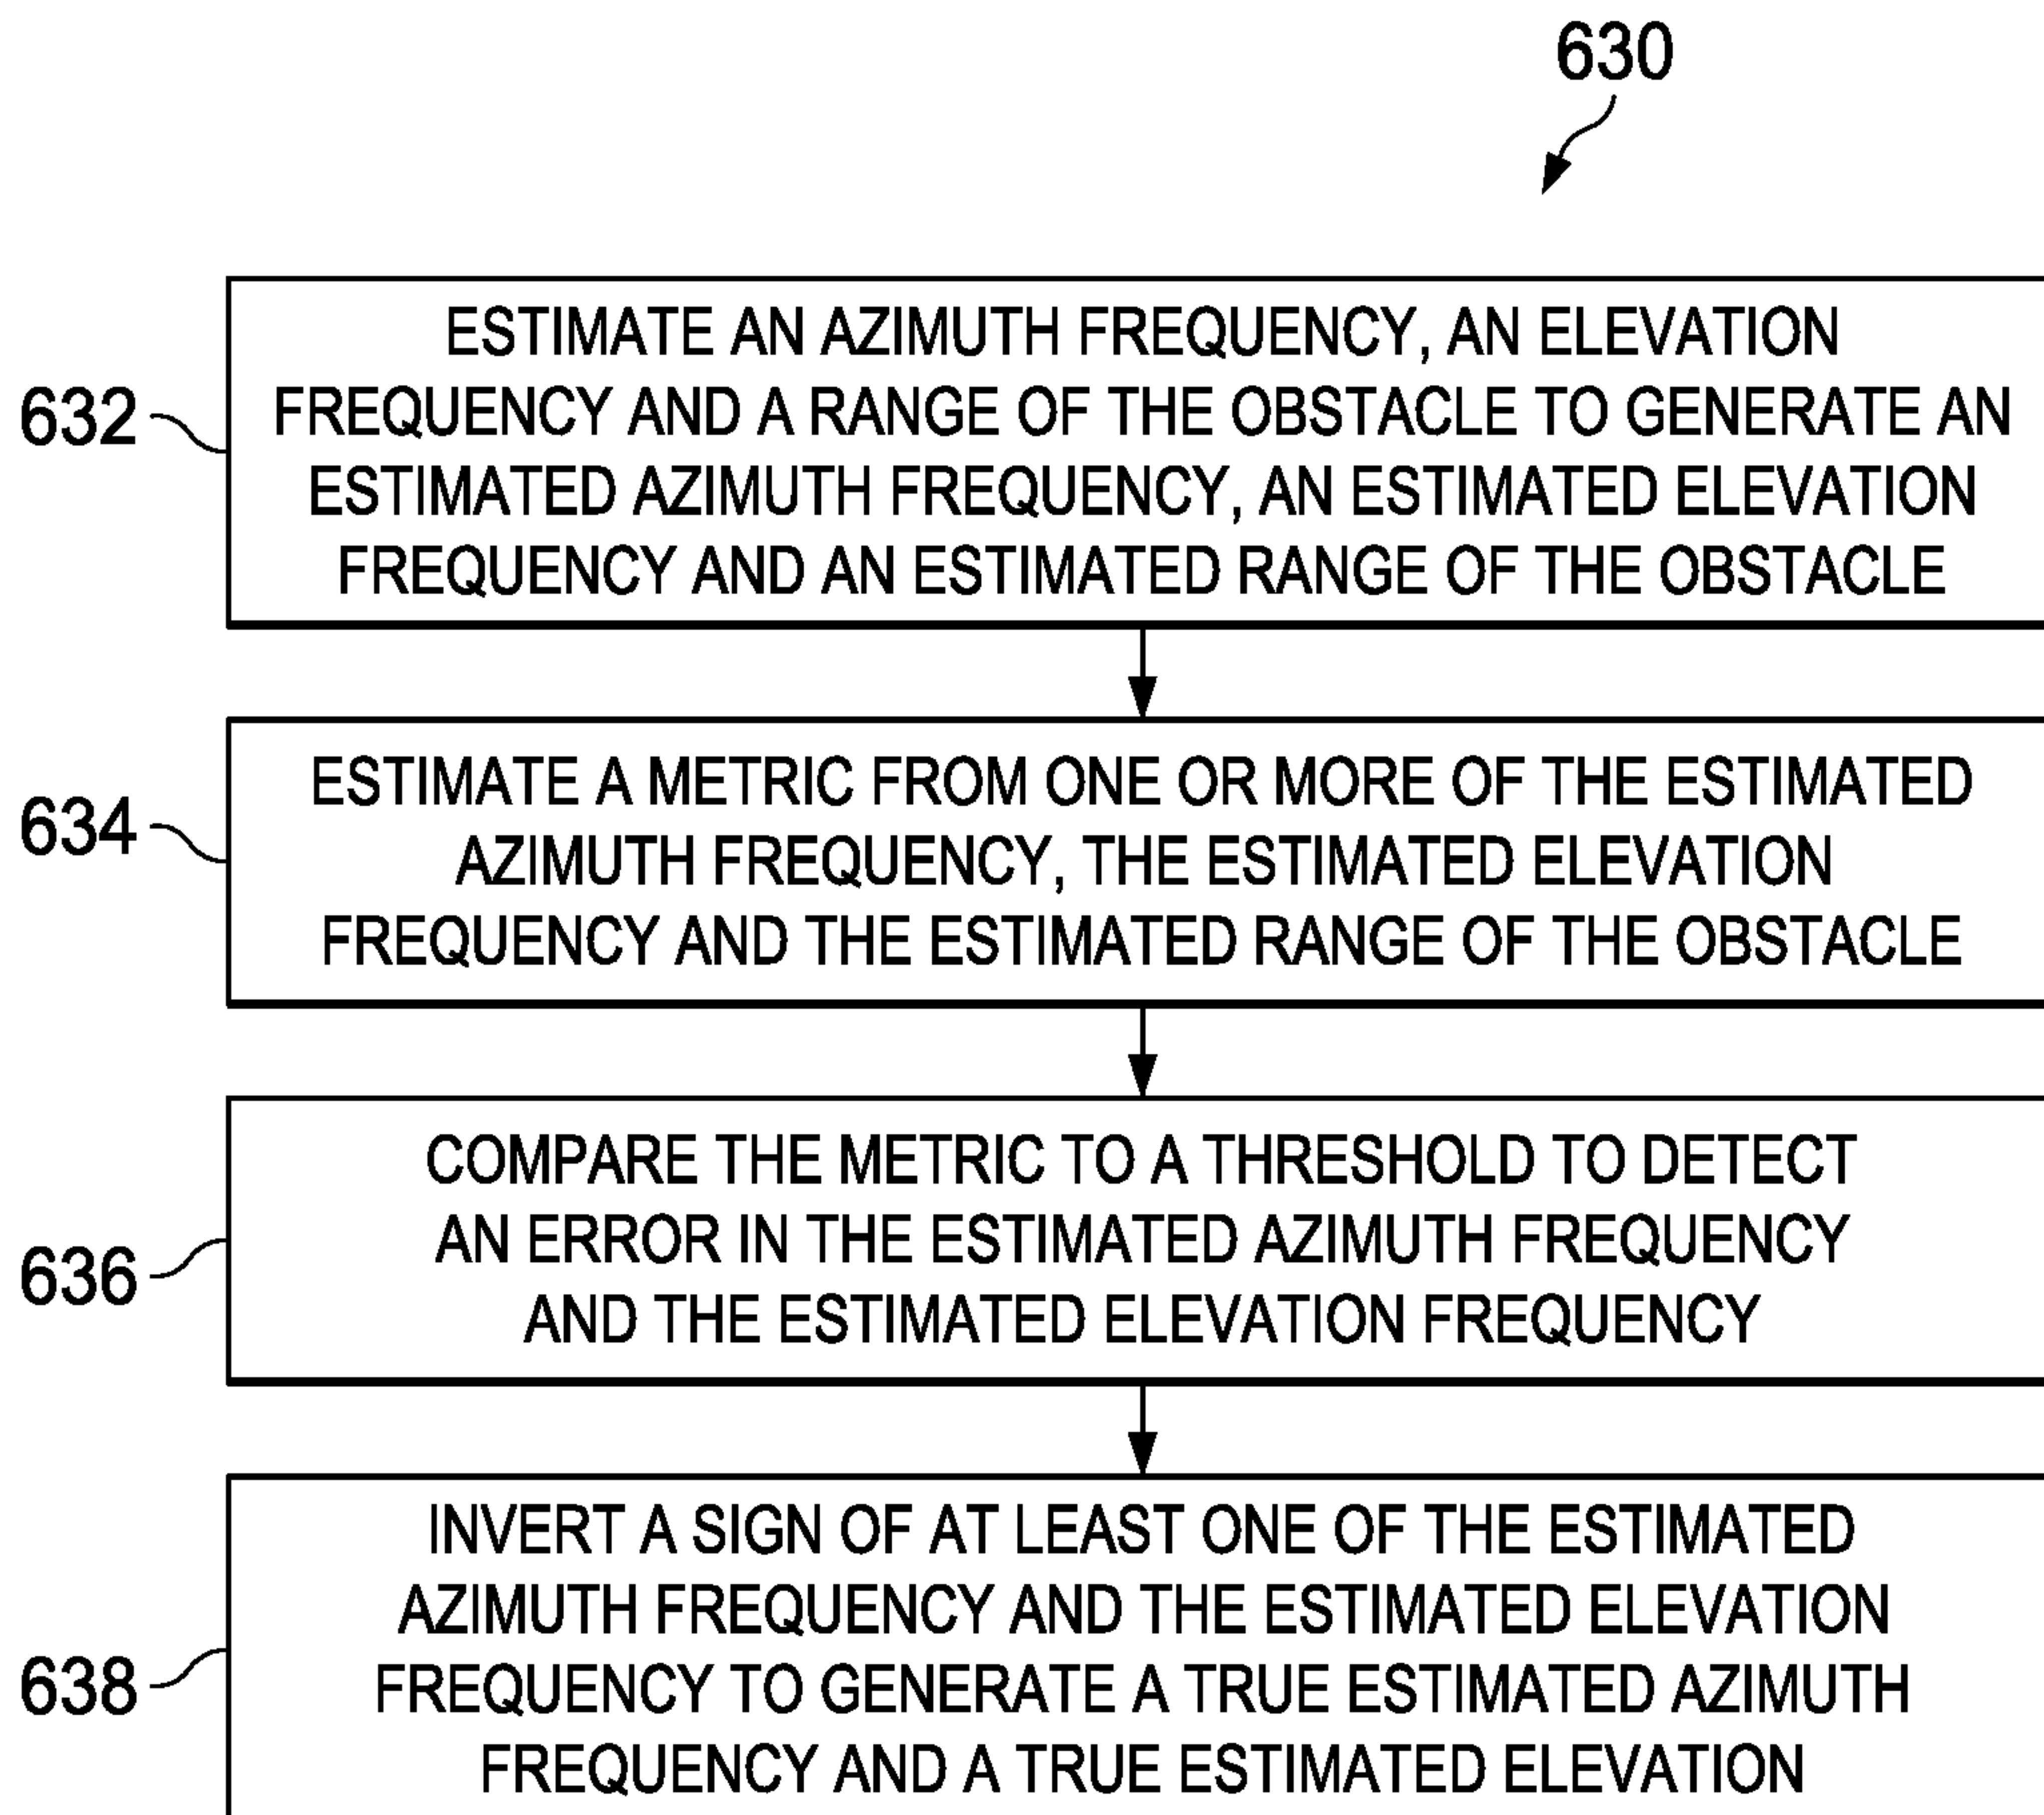 630
632
ESTIMATE AN AZIMUTH FREQUENCY, AN ELEVATION
FREQUENCY AND A RANGE OF THE OBSTACLE TO GENERATE AN
ESTIMATED AZIMUTH FREQUENCY, AN ESTIMATED ELEVATION
FREQUENCY AND AN ESTIMATED RANGE OF THE OBSTACLE
634
ESTIMATE A METRIC FROM ONE OR MORE OF THE ESTIMATED
AZIMUTH FREQUENCY, THE ESTIMATED ELEVATION
FREQUENCY AND THE ESTIMATED RANGE OF THE OBSTACLE
636
COMPARE THE METRIC TO A THRESHOLD TO DETECT
AN ERROR IN THE ESTIMATED AZIMUTH FREQUENCY
AND THE ESTIMATED ELEVATION FREQUENCY
638
INVERT A SIGN OF AT LEAST ONE OF THE ESTIMATED
AZIMUTH FREQUENCY AND THE ESTIMATED ELEVATION
FREQUENCY TO GENERATE A TRUE ESTIMATED AZIMUTH
FREQUENCY AND A TRUE ESTIMATED ELEVATION